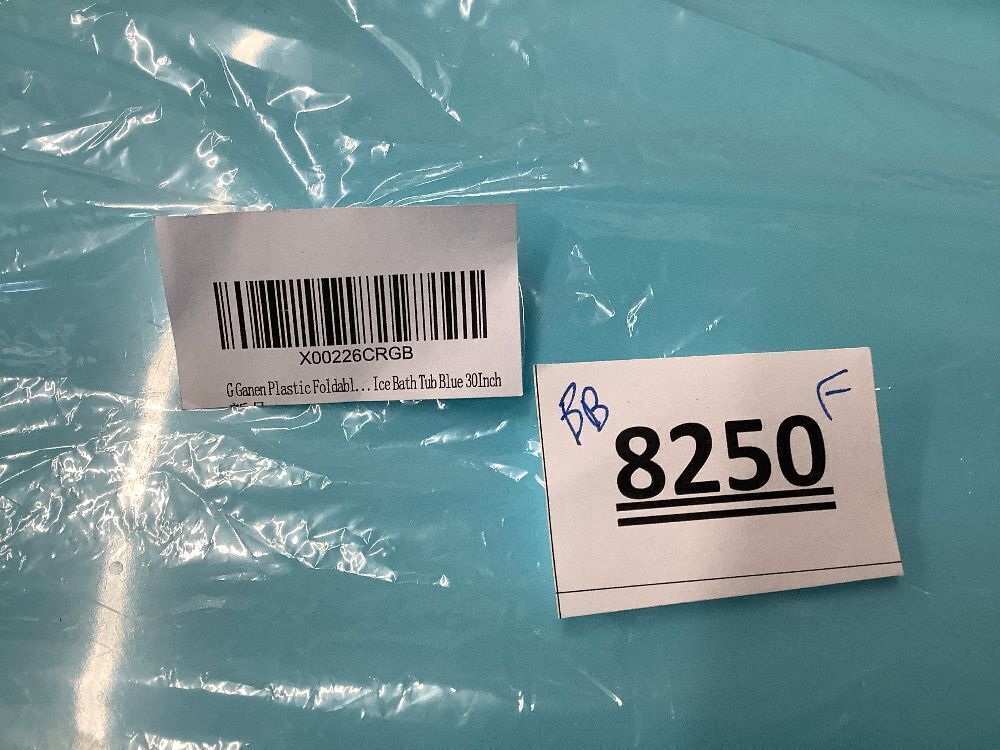 X00226CRGB
G Ganen Plastic Foldabl... Ice Bath Tub Blue 30Inch
BB
F
8250